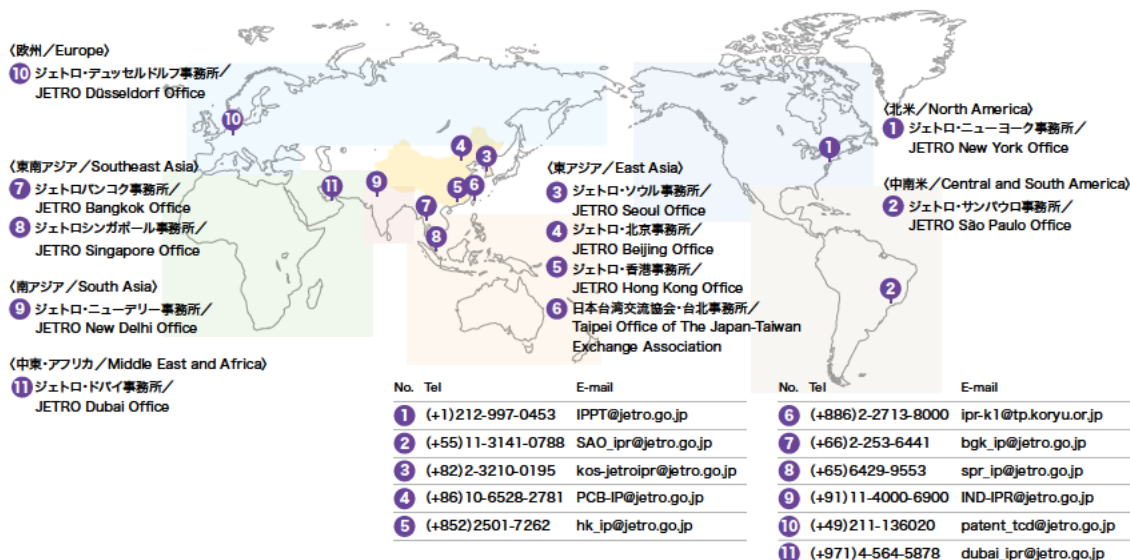 〈欧州／Europe〉
10 ジェトロ・デュッセルドルフ事務所／
JETRO Düsseldorf Office
〈東南アジア／Southeast Asia〉
7 ジェトロバンコク事務所／
JETRO Bangkok Office
8 ジェトロシンガポール事務所／
JETRO Singapore Office
〈南アジア／South Asia〉
9 ジェトロ・ニューデリー事務所／
JETRO New Delhi Office
〈中東・アフリカ／Middle East and Africa〉
11 ジェトロ・ドバイ事務所／
JETRO Dubai Office
10
4
3
11
9
5
6
7
8
1
2
〈東アジア／East Asia〉
3 ジェトロ・ソウル事務所／
JETRO Seoul Office
4 ジェトロ・北京事務所／
JETRO Beijing Office
5 ジェトロ・香港事務所／
JETRO Hong Kong Office
6 日本台湾交流協会・台北事務所／
Taipei Office of The Japan-Taiwan
Exchange Association
〈北米／North America〉
1 ジェトロ・ニューヨーク事務所／
JETRO New York Office
〈中南米／Central and South America〉
2 ジェトロ・サンパウロ事務所／
JETRO São Paulo Office
No. Tel E-mail
1 (+1)212-997-0453 IPPT@jetro.go.jp
2 (+55)11-3141-0788 SAO_ipr@jetro.go.jp
3 (+82)2-3210-0195 kos-jetroipr@jetro.go.jp
4 (+86)10-6528-2781 PCB-IP@jetro.go.jp
5 (+852)2501-7262 hk_ip@jetro.go.jp
No. Tel E-mail
6 (+886)2-2713-8000 ipr-k1@tp.koryu.or.jp
7 (+66)2-253-6441 bgk_ip@jetro.go.jp
8 (+65)6429-9553 spr_ip@jetro.go.jp
9 (+91)11-4000-6900 IND-IPR@jetro.go.jp
10 (+49)211-136020 patent_tcd@jetro.go.jp
11 (+971)4-564-5878 dubai_ipr@jetro.go.jp